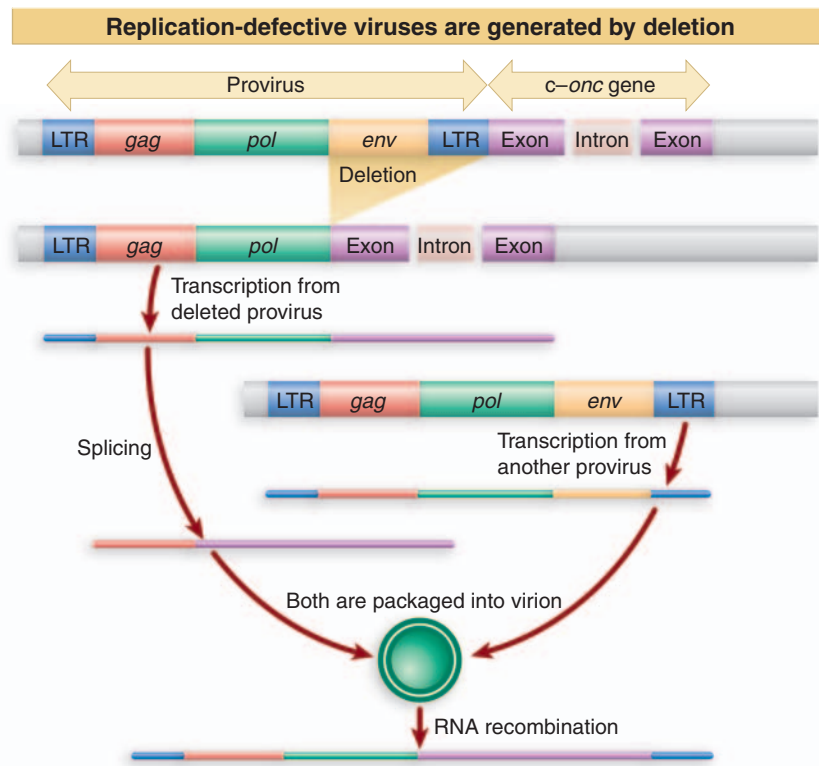 Replication-defective viruses are generated by deletion
Provirus
c–onc gene
LTR gag pol env LTR Exon Intron Exon
Deletion
LTR gag pol Exon Intron Exon
Transcription from
deleted provirus
LTR gag pol env LTR
Splicing
Transcription from
another provirus
Both are packaged into virion
RNA recombination